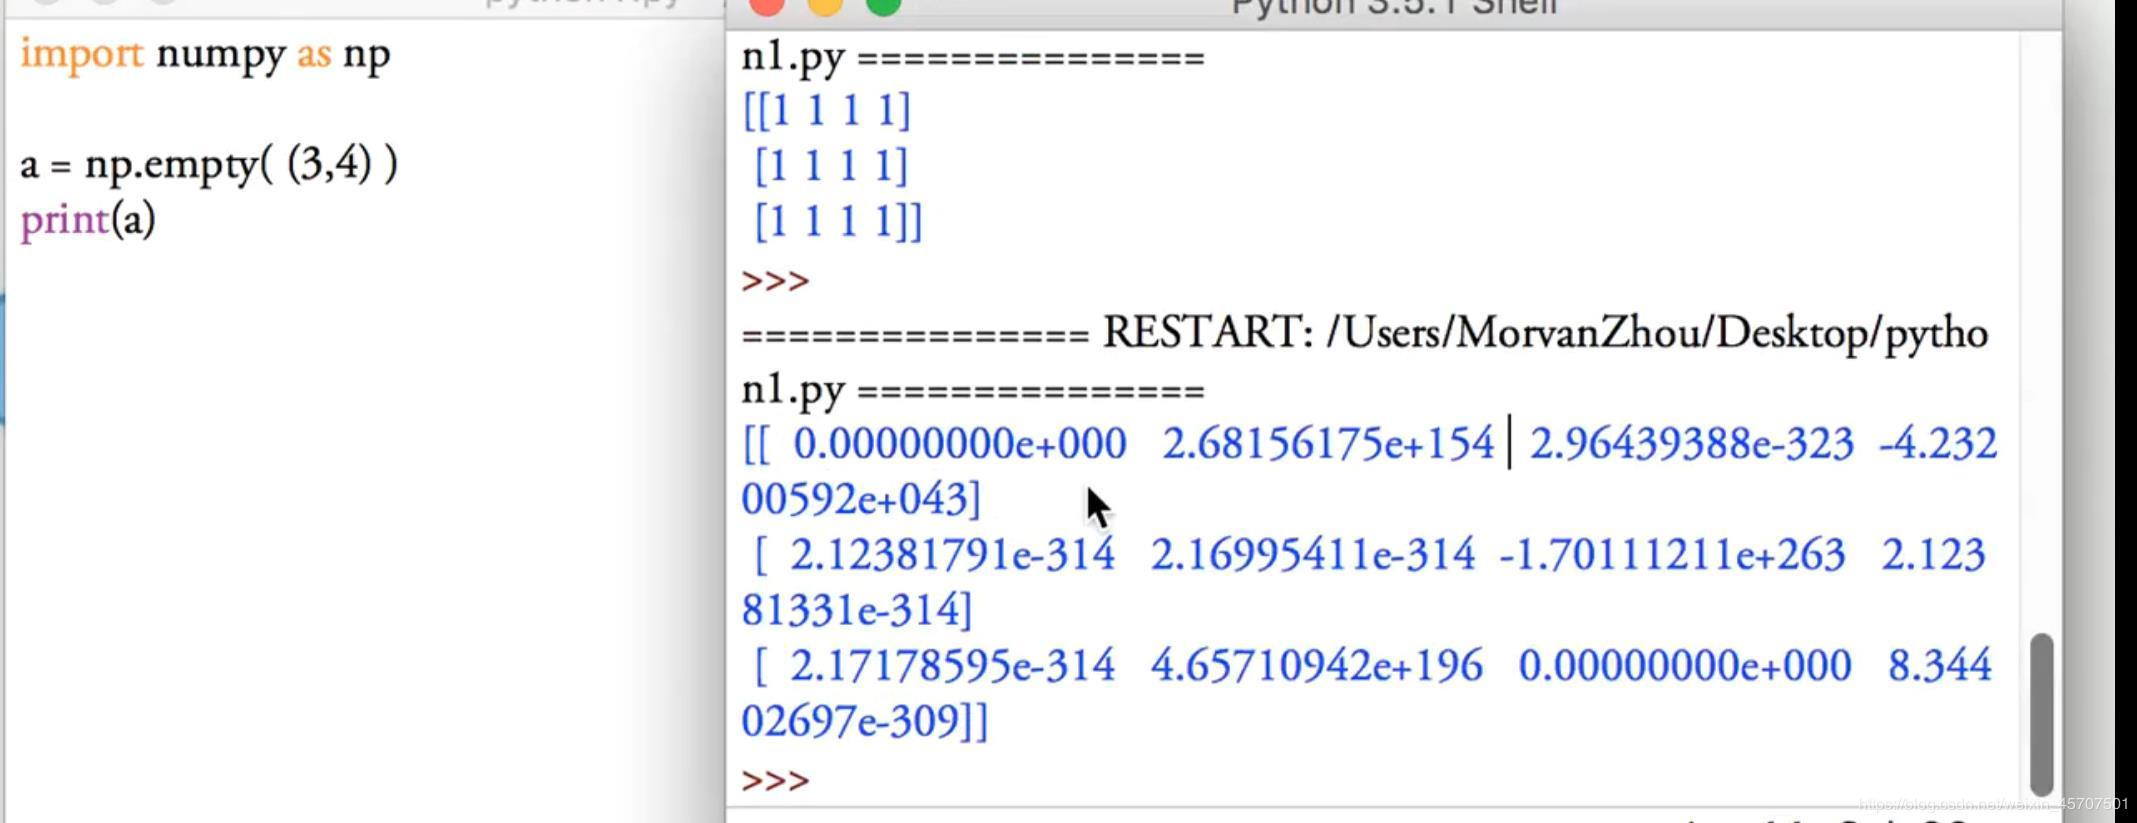 import numpy as np
a = np.empty( (3,4) )
print(a)
Python 3.5.1 Shell
n1.py ===============
[[1 1 1 1]
[1 1 1 1]
[1 1 1 1]]
>>>
=============== RESTART: /Users/MorvanZhou/Desktop/pytho
n1.py ===============
[[ 0.00000000e+000 2.68156175e+154 2.96439388e-323 -4.232
00592e+043]
[ 2.12381791e-314 2.16995411e-314 -1.70111211e+263 2.123
81331e-314]
[ 2.17178595e-314 4.65710942e+196 0.00000000e+000 8.344
02697e-309]]
>>>
https://blog.csdn.net/weixin_45707501